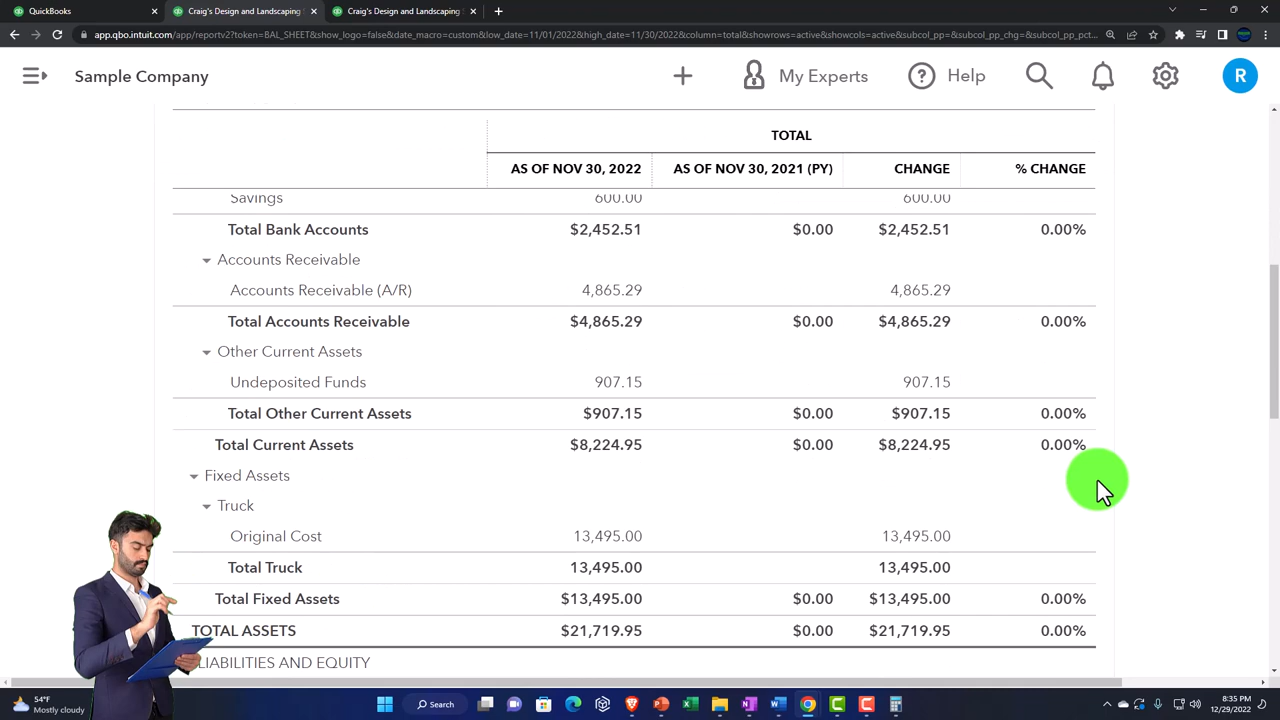 QuickBooks × Craig's Design and Landscaping S × Craig's Design and Landscaping S × +
app.qbo.intuit.com/app/reportv2?token=BAL_SHEET&show_logo=false&date_macro=custom&low_date=11/01/2022&high_date=11/30/2022&column=total&showrows=active&showcols=active&subcol_pp=&subcol_pp_chg=&subcol_pp_pct...
Sample Company + My Experts ? Help R
TOTAL
AS OF NOV 30, 2022 AS OF NOV 30, 2021 (PY) CHANGE % CHANGE
Savings 600.00 600.00
Total Bank Accounts $2,452.51 $0.00 $2,452.51 0.00%
Accounts Receivable
Accounts Receivable (A/R) 4,865.29 4,865.29
Total Accounts Receivable $4,865.29 $0.00 $4,865.29 0.00%
Other Current Assets
Undeposited Funds 907.15 907.15
Total Other Current Assets $907.15 $0.00 $907.15 0.00%
Total Current Assets $8,224.95 $0.00 $8,224.95 0.00%
Fixed Assets
Truck
Original Cost 13,495.00 13,495.00
Total Truck 13,495.00 13,495.00
Total Fixed Assets $13,495.00 $0.00 $13,495.00 0.00%
TOTAL ASSETS $21,719.95 $0.00 $21,719.95 0.00%
LIABILITIES AND EQUITY
54°F
Mostly cloudy
Search
8:35 PM
12/29/2022